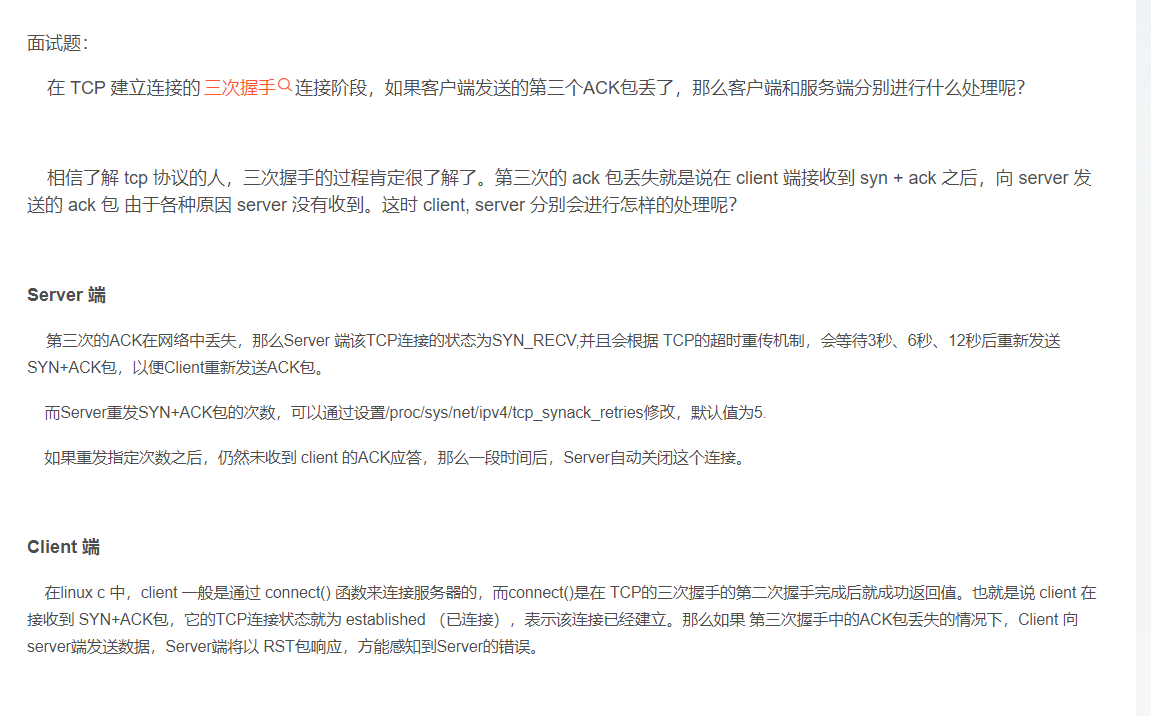 面试题：
在 TCP 建立连接的 三次握手 连接阶段，如果客户端发送的第三个ACK包丢了，那么客户端和服务端分别进行什么处理呢？
相信了解 tcp 协议的人，三次握手的过程肯定很了解了。第三次的 ack 包丢失就是说在 client 端接收到 syn + ack 之后，向 server 发
送的 ack 包 由于各种原因 server 没有收到。这时 client, server 分别会进行怎样的处理呢？
Server 端
第三次的ACK在网络中丢失，那么Server 端该TCP连接的状态为SYN_RECV,并且会根据 TCP的超时重传机制，会等待3秒、6秒、12秒后重新发送
SYN+ACK包，以便Client重新发送ACK包。
而Server重发SYN+ACK包的次数，可以通过设置/proc/sys/net/ipv4/tcp_synack_retries修改，默认值为5.
如果重发指定次数之后，仍然未收到 client 的ACK应答，那么一段时间后，Server自动关闭这个连接。
Client 端
在linux c 中，client 一般是通过 connect() 函数来连接服务器的，而connect()是在 TCP的三次握手的第二次握手完成后就成功返回值。也就是说 client 在
接收到 SYN+ACK包，它的TCP连接状态就为 established （已连接），表示该连接已经建立。那么如果 第三次握手中的ACK包丢失的情况下，Client 向
server端发送数据，Server端将以 RST包响应，方能感知到Server的错误。